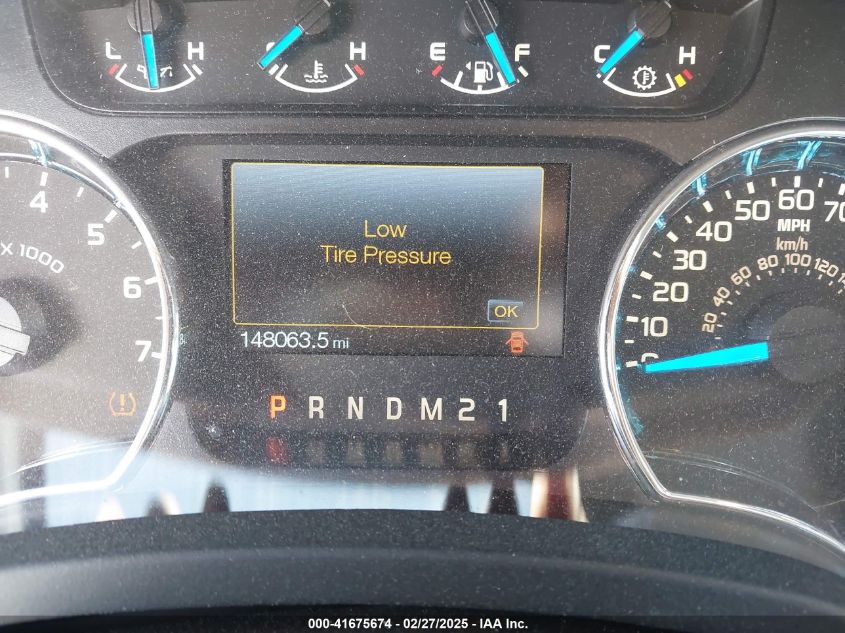 L H C H E F C H
4 5 6 7
X 1000
Low
Tire Pressure
OK
148063.5 mi
P R N D M 2 1
0 10 20 30 40 50 60 70
MPH
km/h
20 40 60 80 100 120
000-41675674 / 02/27/2025 - IAA Inc.